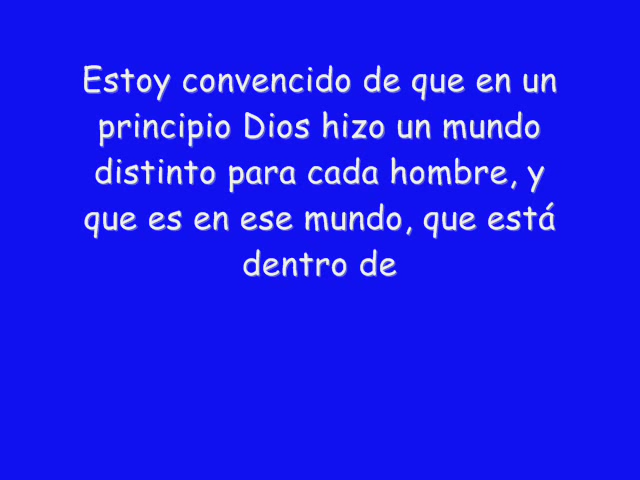 Estoy convencido de que en un
principio Dios hizo un mundo
distinto para cada hombre, y
que es en ese mundo, que está
dentro de